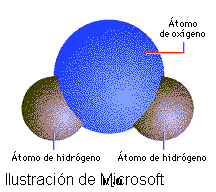 Átomo
de oxígeno
Átomo de hidrógeno
Átomo de hidrógeno
Ilustración de Microsoft